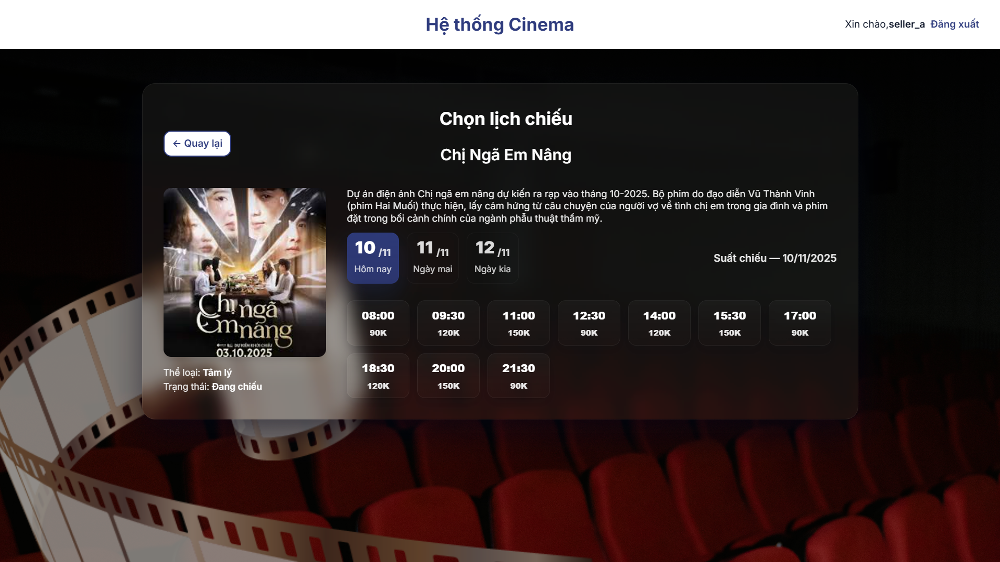 Hệ thống Cinema
Xin chào,seller_a Đăng xuất
Chọn lịch chiếu
← Quay lại
Chị Ngã Em Nâng
Dự án điện ảnh Chị ngã em nâng dự kiến ra rạp vào tháng 10-2025. Bộ phim do đạo diễn Vũ Thành Vinh
(phim Hai Muối) thực hiện, lấy cảm hứng từ câu chuyện của người vợ về tình chị em trong gia đình và phim
đặt trong bối cảnh chính của ngành phẫu thuật thẩm mỹ.
10 /11
Hôm nay
11 /11
Ngày mai
12 /11
Ngày kia
Suất chiếu — 10/11/2025
08:00
90K
09:30
120K
11:00
150K
12:30
90K
14:00
120K
15:30
150K
17:00
90K
18:30
120K
20:00
150K
21:30
90K
Chị ngã
Em nâng
DỰ KIẾN KHỞI CHIẾU
03.10.2025
Thể loại: Tâm lý
Trạng thái: Đang chiếu